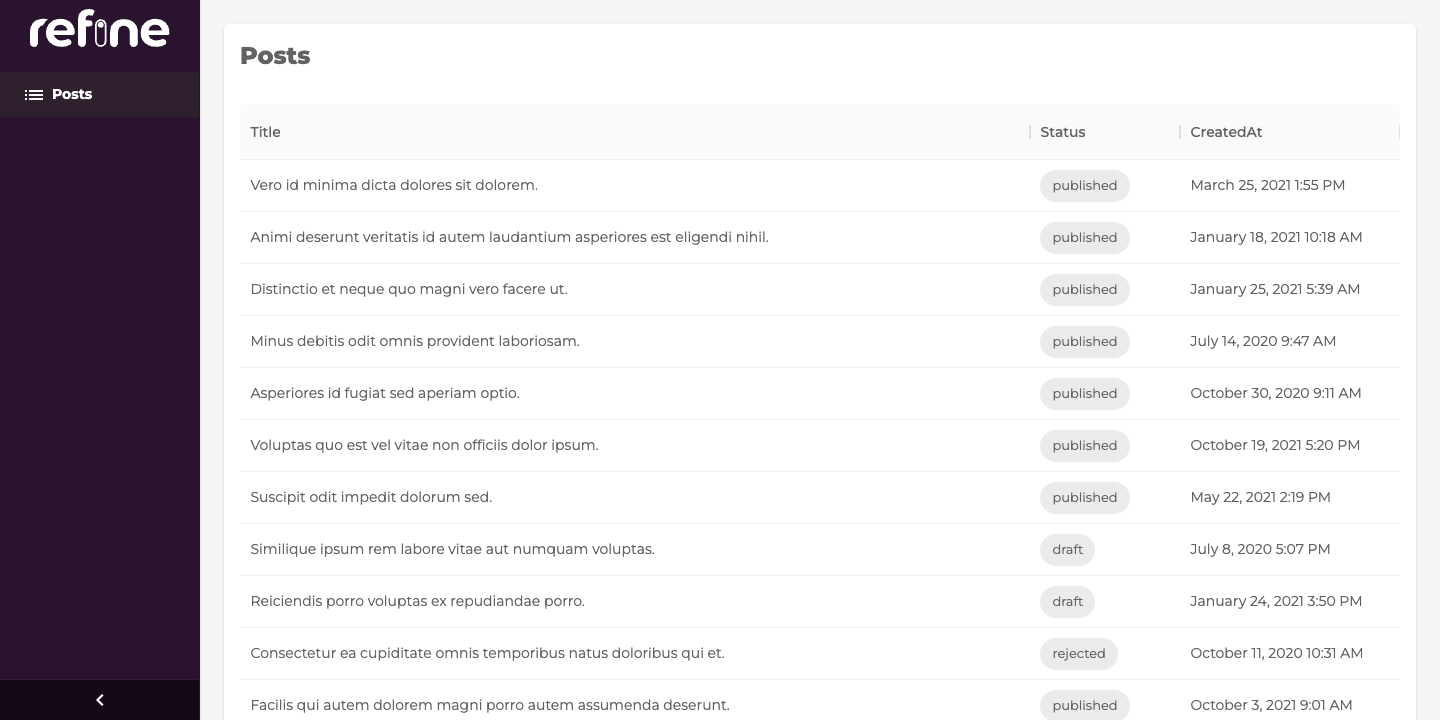 refine
Posts
Posts
Title Status CreatedAt
Vero id minima dicta dolores sit dolorem. published March 25, 2021 1:55 PM
Animi deserunt veritatis id autem laudantium asperiores est eligendi nihil. published January 18, 2021 10:18 AM
Distinctio et neque quo magni vero facere ut. published January 25, 2021 5:39 AM
Minus debitis odit omnis provident laboriosam. published July 14, 2020 9:47 AM
Asperiores id fugiat sed aperiam optio. published October 30, 2020 9:11 AM
Voluptas quo est vel vitae non officiis dolor ipsum. published October 19, 2021 5:20 PM
Suscipit odit impedit dolorum sed. published May 22, 2021 2:19 PM
Similique ipsum rem labore vitae aut numquam voluptas. draft July 8, 2020 5:07 PM
Reiciendis porro voluptas ex repudiandae porro. draft January 24, 2021 3:50 PM
Consectetur ea cupiditate omnis temporibus natus doloribus qui et. rejected October 11, 2020 10:31 AM
Facilis qui autem dolorem magni porro autem assumenda deserunt. published October 3, 2021 9:01 AM